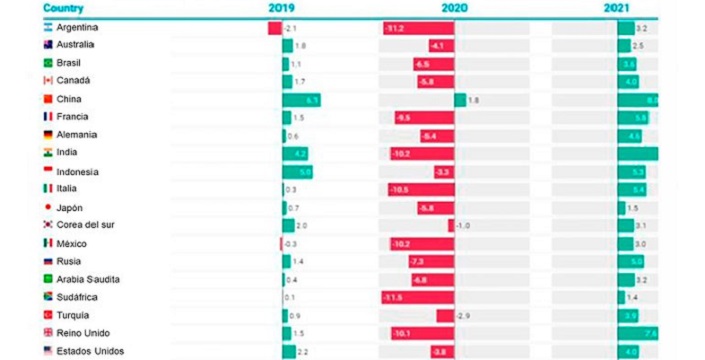 Country 2019 2020 2021
Argentina -2.1 -11.2 3.2
Australia 1.8 -4.1 2.5
Brasil 1,1 -6.5 3.6
Canadá 1.7 -5.8 4.0
China 6.1 1.8 8.0
Francia 1.5 -9.5 5.8
Alemania 0.6 -5.4 4.6
India 4.2 -10.2
Indonesia 5.0 -3.3 5.3
Italia 0.3 -10.5 5.4
Japón 0.7 -5.8 1.5
Corea del sur 2.0 -1.0 3.1
México -0.3 -10.2 3.0
Rusia 1.4 -7.3 5.0
Arabia Saudita 0.4 -6.8 3.2
Sudáfrica 0.1 -11.5 1.4
Turquía 0.9 -2.9 3.9
Reino Unido 1.5 -10.1 7.6
Estados Unidos 2.2 -3.8 4.0